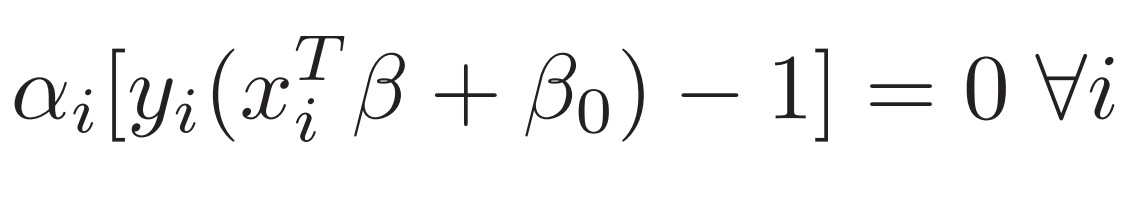 αᵢ[yᵢ(xᵢᵀβ + β₀) − 1] = 0 ∀i